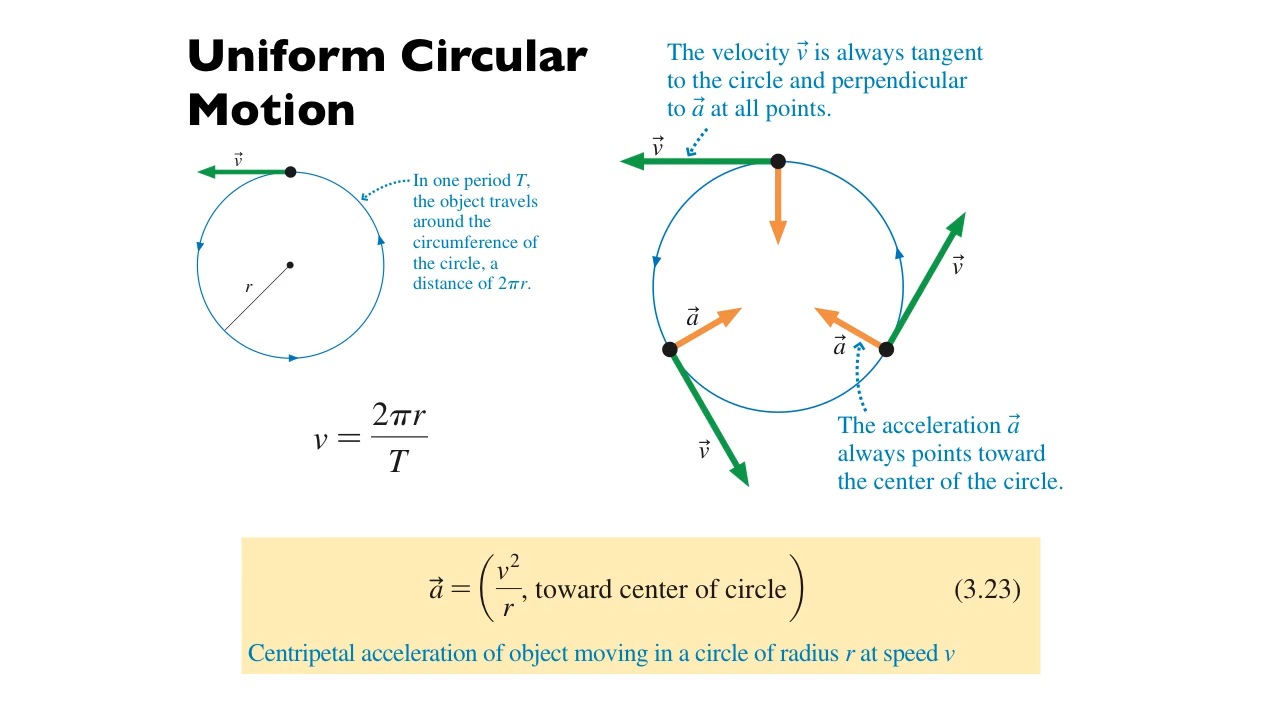 Uniform Circular
Motion
v⃗
In one period T,
the object travels
around the
circumference of
the circle, a
distance of 2πr.
r
v = 2πr / T
The velocity v⃗ is always tangent
to the circle and perpendicular
to a⃗ at all points.
v⃗
v⃗
a⃗
a⃗
v⃗
The acceleration a⃗
always points toward
the center of the circle.
a⃗ = (v²/r, toward center of circle) (3.23)
Centripetal acceleration of object moving in a circle of radius r at speed v